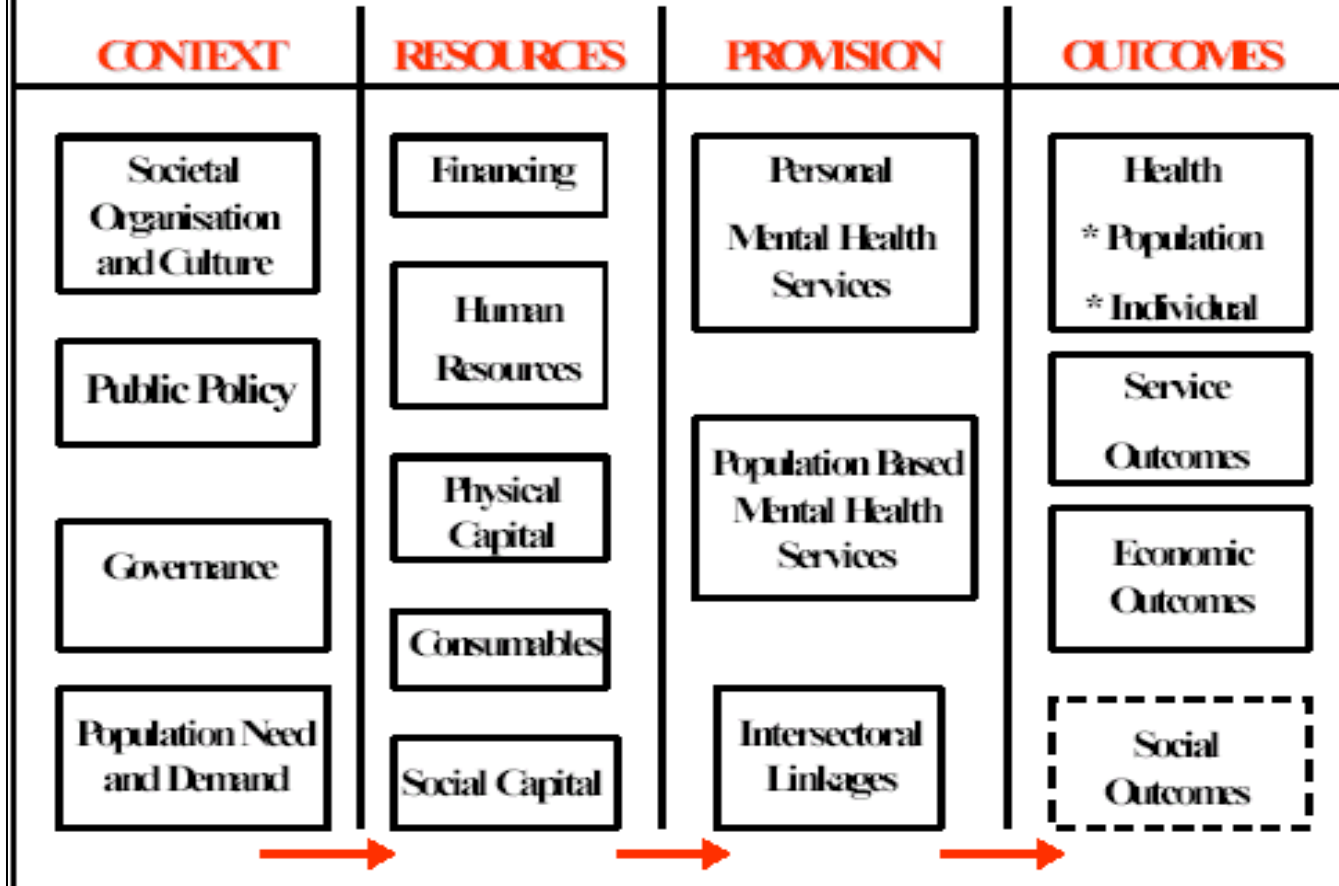 CONTEXT
RESOURCES
PROVISION
OUTCOMES
Societal
Organisation
and Culture
Public Policy
Governance
Population Need
and Demand
Financing
Human
Resources
Physical
Capital
Consumables
Social Capital
Personal
Mental Health
Services
Population Based
Mental Health
Services
Intersectoral
Linkages
Health
* Population
* Individual
Service
Outcomes
Economic
Outcomes
Social
Outcomes